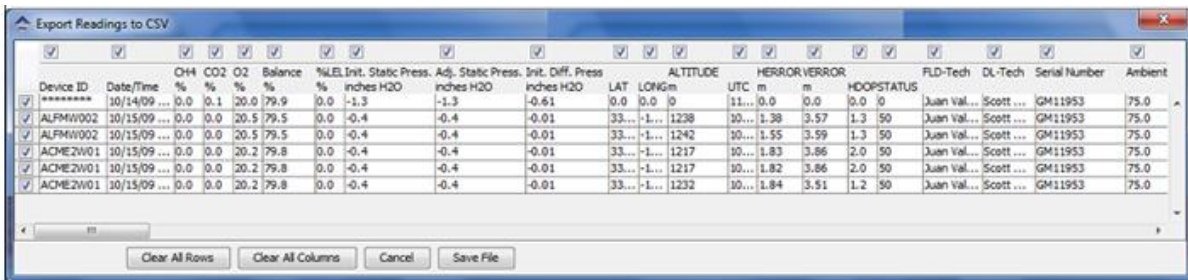 Export Readings to CSV
CH4 CO2 O2 Balance %LEL Init. Static Press. Adj. Static Press. Init. Diff. Press ALTITUDE HERROR VERROR FLD-Tech DL-Tech Serial Number Ambient
Device ID Date/Time % % % % % inches H2O inches H2O inches H2O LAT LONG m UTC m m HDOP STATUS
******** 10/14/09 ... 0.0 0.1 20.0 79.9 0.0 -1.3 -1.3 -0.61 0.0 0.0 0 11... 0.0 0.0 0.0 0 Juan Val... Scott ... GM11953 75.0
ALFMW002 10/15/09 ... 0.0 0.0 20.5 79.5 0.0 -0.4 -0.4 -0.01 33... -1... 1238 10... 1.38 3.57 1.3 50 Juan Val... Scott ... GM11953 75.0
ALFMW002 10/15/09 ... 0.0 0.0 20.5 79.5 0.0 -0.4 -0.4 -0.01 33... -1... 1242 10... 1.55 3.59 1.3 50 Juan Val... Scott ... GM11953 75.0
ACME2W01 10/15/09 ... 0.0 0.0 20.2 79.8 0.0 -0.4 -0.4 -0.01 33... -1... 1217 10... 1.83 3.86 2.0 50 Juan Val... Scott ... GM11953 75.0
ACME2W01 10/15/09 ... 0.0 0.0 20.2 79.8 0.0 -0.4 -0.4 -0.01 33... -1... 1217 10... 1.82 3.86 2.0 50 Juan Val... Scott ... GM11953 75.0
ACME2W01 10/15/09 ... 0.0 0.0 20.2 79.8 0.0 -0.4 -0.4 -0.01 33... -1... 1232 10... 1.84 3.51 1.2 50 Juan Val... Scott ... GM11953 75.0
Clear All Rows Clear All Columns Cancel Save File